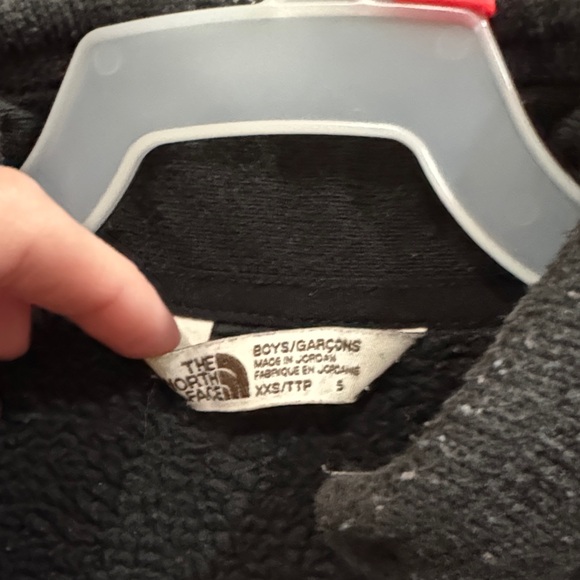 THE
NORTH
FACE
BOYS/GARÇONS
MADE IN JORDAN
FABRIQUÉ EN JORDANIE
XXS/TTP 5